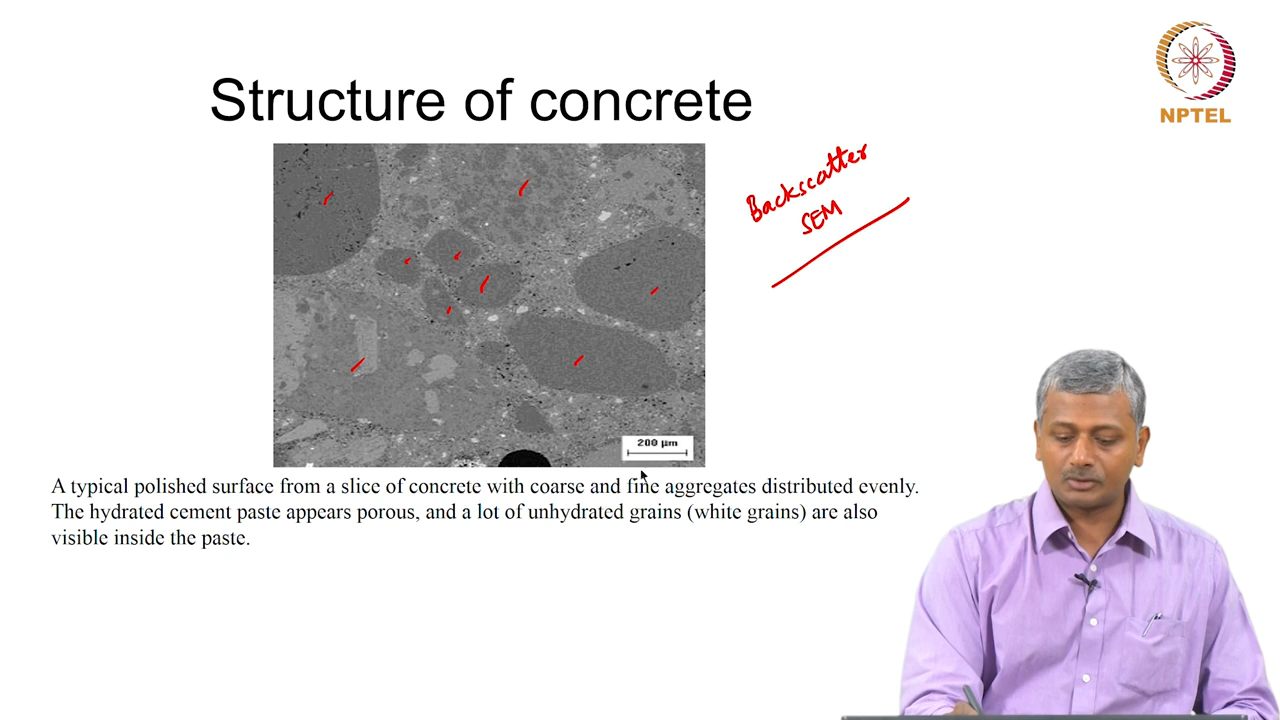 NPTEL
Structure of concrete
Backscatter
SEM
200 µm
A typical polished surface from a slice of concrete with coarse and fine aggregates distributed evenly.
The hydrated cement paste appears porous, and a lot of unhydrated grains (white grains) are also
visible inside the paste.